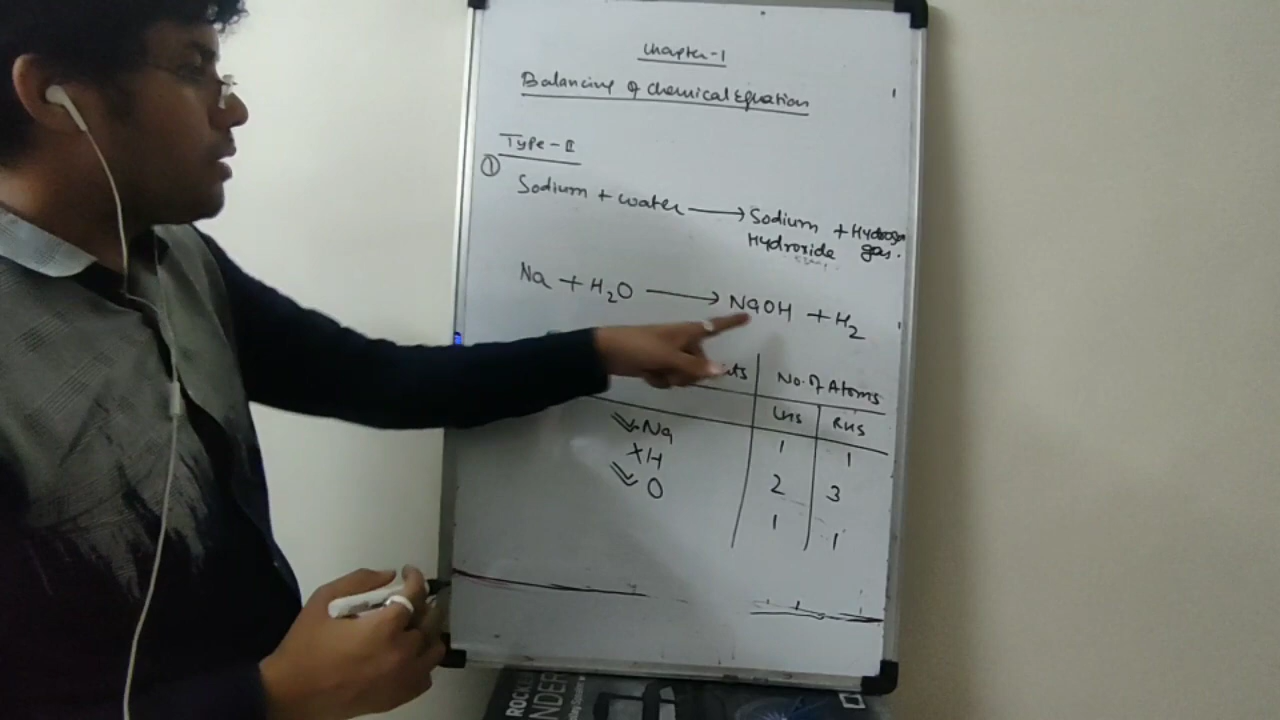 Chapter-1
Balancing of Chemical Equation
Type-II
① Sodium + water ⟶ Sodium Hydroxide + Hydrogen gas.
Na + H₂O ⟶ NaOH + H₂
No. of Atoms
LHS RHS
Na 1 1
H 2 3
O 1 1
ROCK